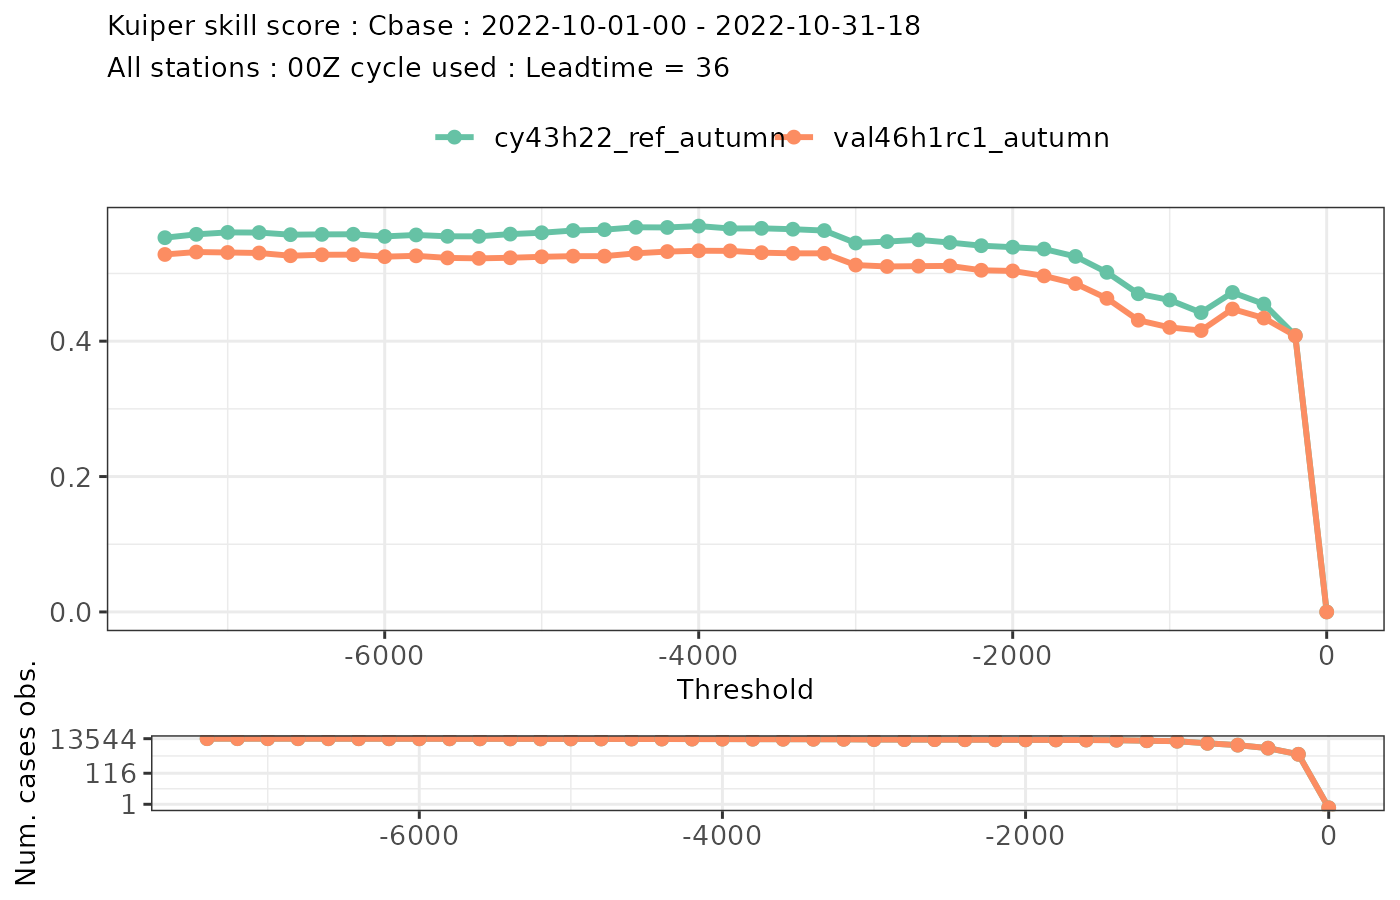 Kuiper skill score : Cbase : 2022-10-01-00 - 2022-10-31-18
All stations : 00Z cycle used : Leadtime = 36
cy43h22_ref_autumn val46h1rc1_autumn
0.4
0.2
0.0
-6000 -4000 -2000 0
Threshold
Num. cases obs.
13544
116
1
-6000 -4000 -2000 0